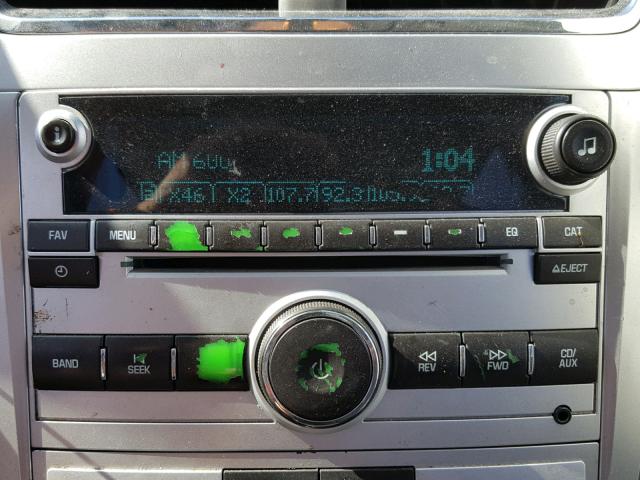 AM 600
1:04
X46 X2 107.7 92.3
FAV MENU EQ CAT
EJECT
BAND SEEK REV FWD CD/
AUX